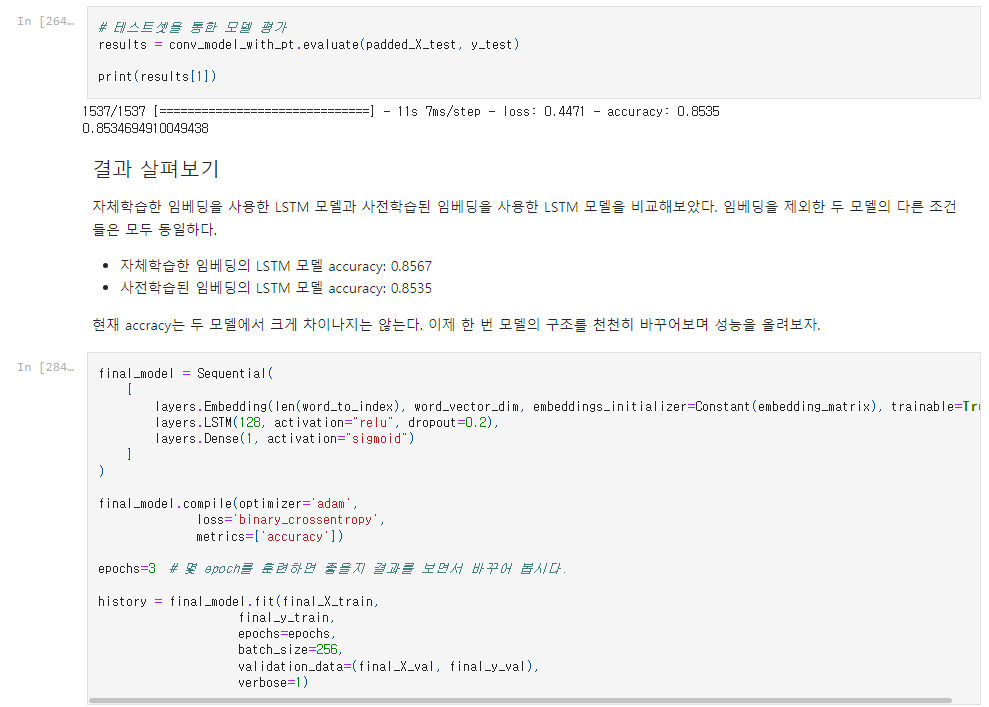 In [264…
# 테스트셋을 통한 모델 평가
results = conv_model_with_pt.evaluate(padded_X_test, y_test)
print(results[1])
1537/1537 [==============================] - 11s 7ms/step - loss: 0.4471 - accuracy: 0.8535
0.8534694910049438
결과 살펴보기
자체학습한 임베딩을 사용한 LSTM 모델과 사전학습된 임베딩을 사용한 LSTM 모델을 비교해보았다. 임베딩을 제외한 두 모델의 다른 조건
들은 모두 동일하다.
• 자체학습한 임베딩의 LSTM 모델 accuracy: 0.8567
• 사전학습된 임베딩의 LSTM 모델 accuracy: 0.8535
현재 accracy는 두 모델에서 크게 차이나지는 않는다. 이제 한 번 모델의 구조를 천천히 바꾸어보며 성능을 올려보자.
In [284…
final_model = Sequential(
[
layers.Embedding(len(word_to_index), word_vector_dim, embeddings_initializer=Constant(embedding_matrix), trainable=Tr
layers.LSTM(128, activation="relu", dropout=0.2),
layers.Dense(1, activation="sigmoid")
]
)
final_model.compile(optimizer='adam',
loss='binary_crossentropy',
metrics=['accuracy'])
epochs=3 # 몇 epoch를 훈련하면 좋을지 결과를 보면서 바꾸어 봅시다.
history = final_model.fit(final_X_train,
final_y_train,
epochs=epochs,
batch_size=256,
validation_data=(final_X_val, final_y_val),
verbose=1)